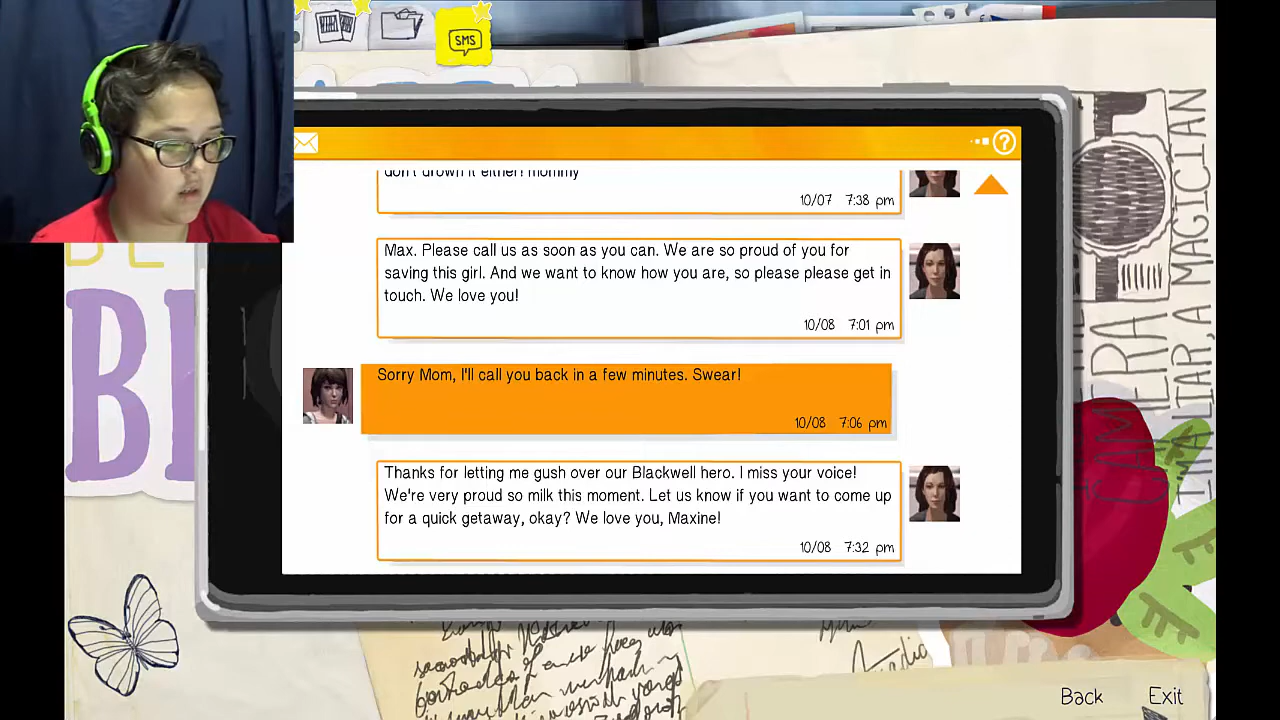 SMS
don't drown it either! mommy
10/07 7:38 pm
Max. Please call us as soon as you can. We are so proud of you for
saving this girl. And we want to know how you are, so please please get in
touch. We love you!
10/08 7:01 pm
Sorry Mom, I'll call you back in a few minutes. Swear!
10/08 7:06 pm
Thanks for letting me gush over our Blackwell hero. I miss your voice!
We're very proud so milk this moment. Let us know if you want to come up
for a quick getaway, okay? We love you, Maxine!
10/08 7:32 pm
CAMERA
I'M A LIAR, A MAGICIAN
Back Exit